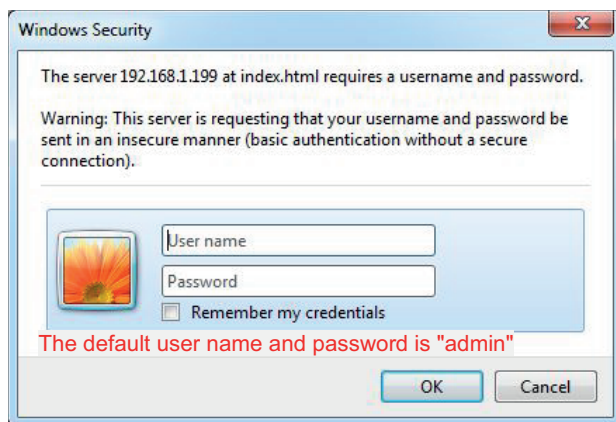 Windows Security
The server 192.168.1.199 at index.html requires a username and password.
Warning: This server is requesting that your username and password be
sent in an insecure manner (basic authentication without a secure
connection).
User name
Password
Remember my credentials
The default user name and password is "admin"
OK
Cancel